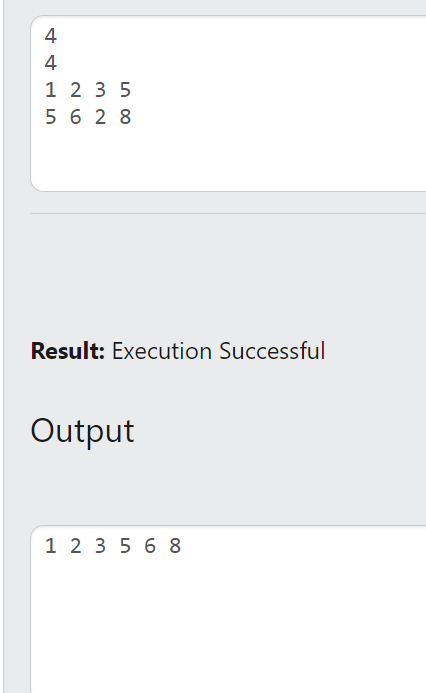 4
4
1 2 3 5
5 6 2 8
Result: Execution Successful
Output
1 2 3 5 6 8